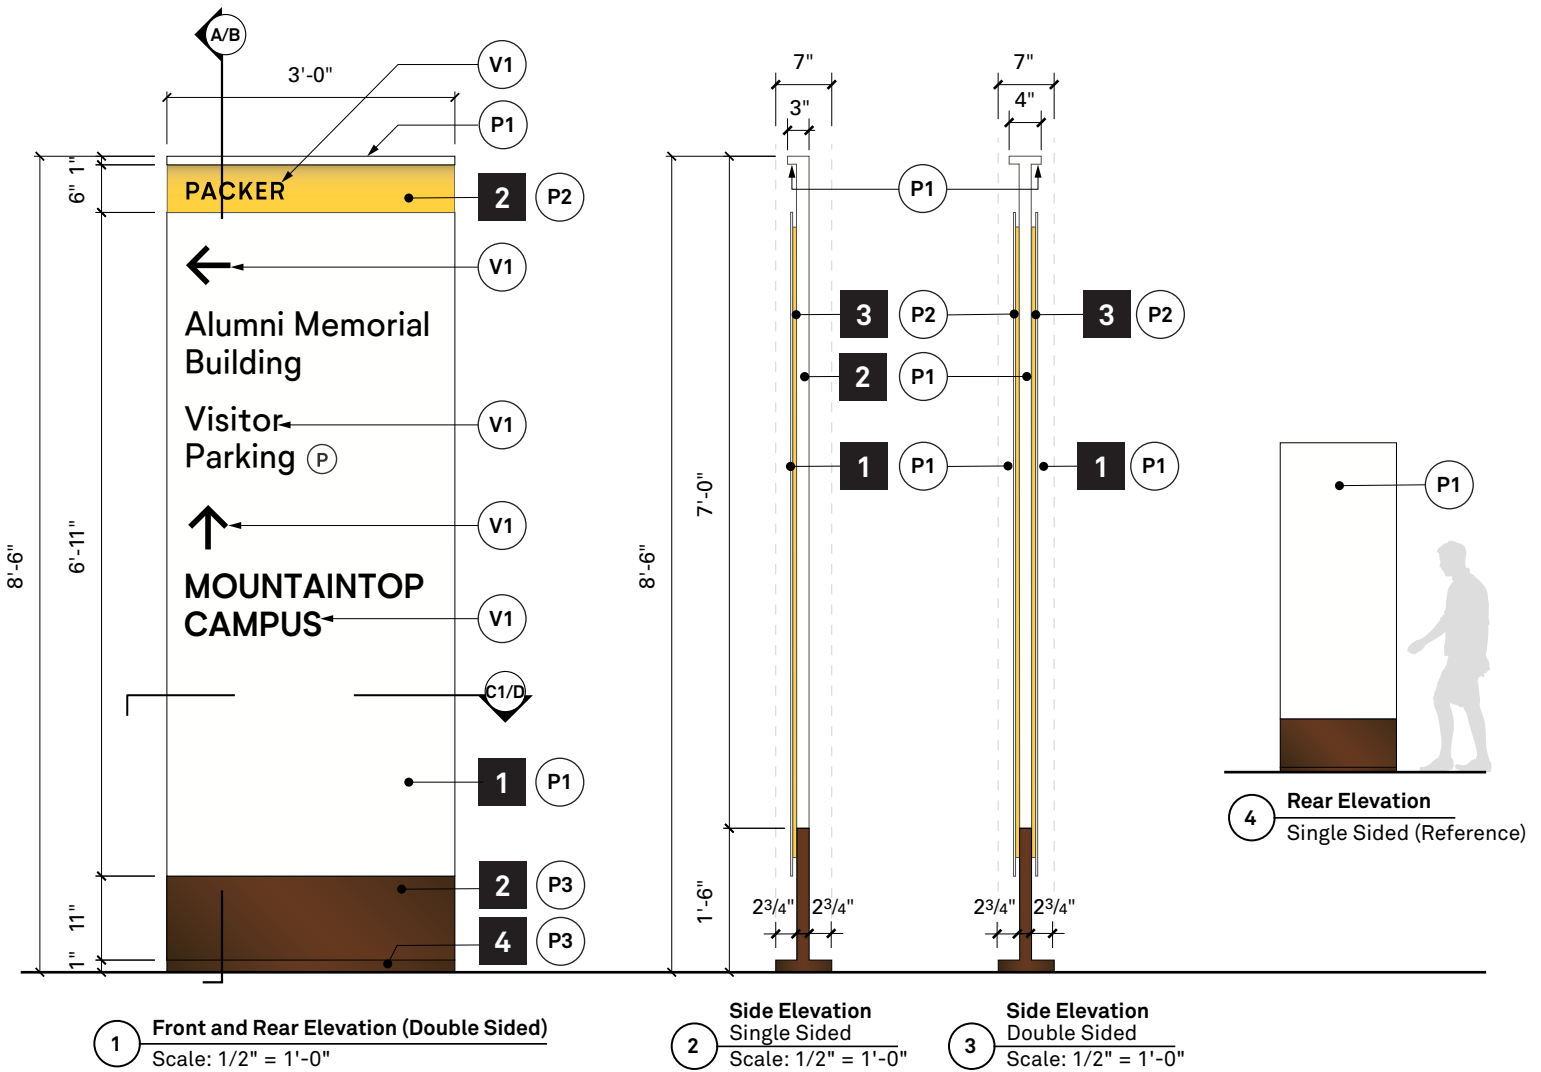 A/B
3'-0"
V1
P1
1"
6"
PACKER
2 P2
V1
Alumni Memorial
Building
Visitor
Parking P
V1
V1
MOUNTAINTOP
CAMPUS
V1
8'-6"
6'-11"
C1/D
1 P1
2 P3
4 P3
11"
1"
1 Front and Rear Elevation (Double Sided)
Scale: 1/2" = 1'-0"
7"
3"
7"
4"
P1
3 P2
3 P2
2 P1
1 P1
1 P1
8'-6"
7'-0"
1'-6"
2 3/4" 2 3/4"
2 3/4" 2 3/4"
2 Side Elevation
Single Sided
Scale: 1/2" = 1'-0"
3 Side Elevation
Double Sided
Scale: 1/2" = 1'-0"
P1
4 Rear Elevation
Single Sided (Reference)